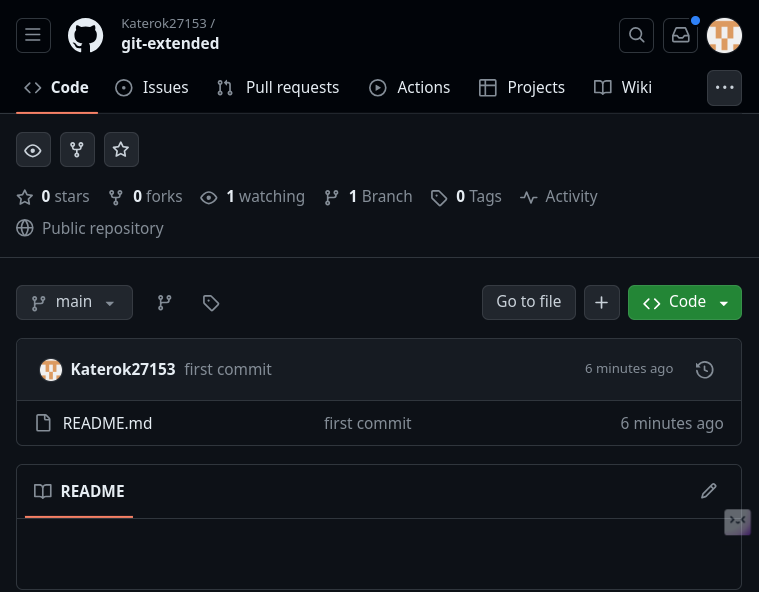 Katerok27153 /
git-extended
Code Issues Pull requests Actions Projects Wiki
0 stars 0 forks 1 watching 1 Branch 0 Tags Activity
Public repository
main Go to file Code
Katerok27153 first commit 6 minutes ago
README.md first commit 6 minutes ago
README